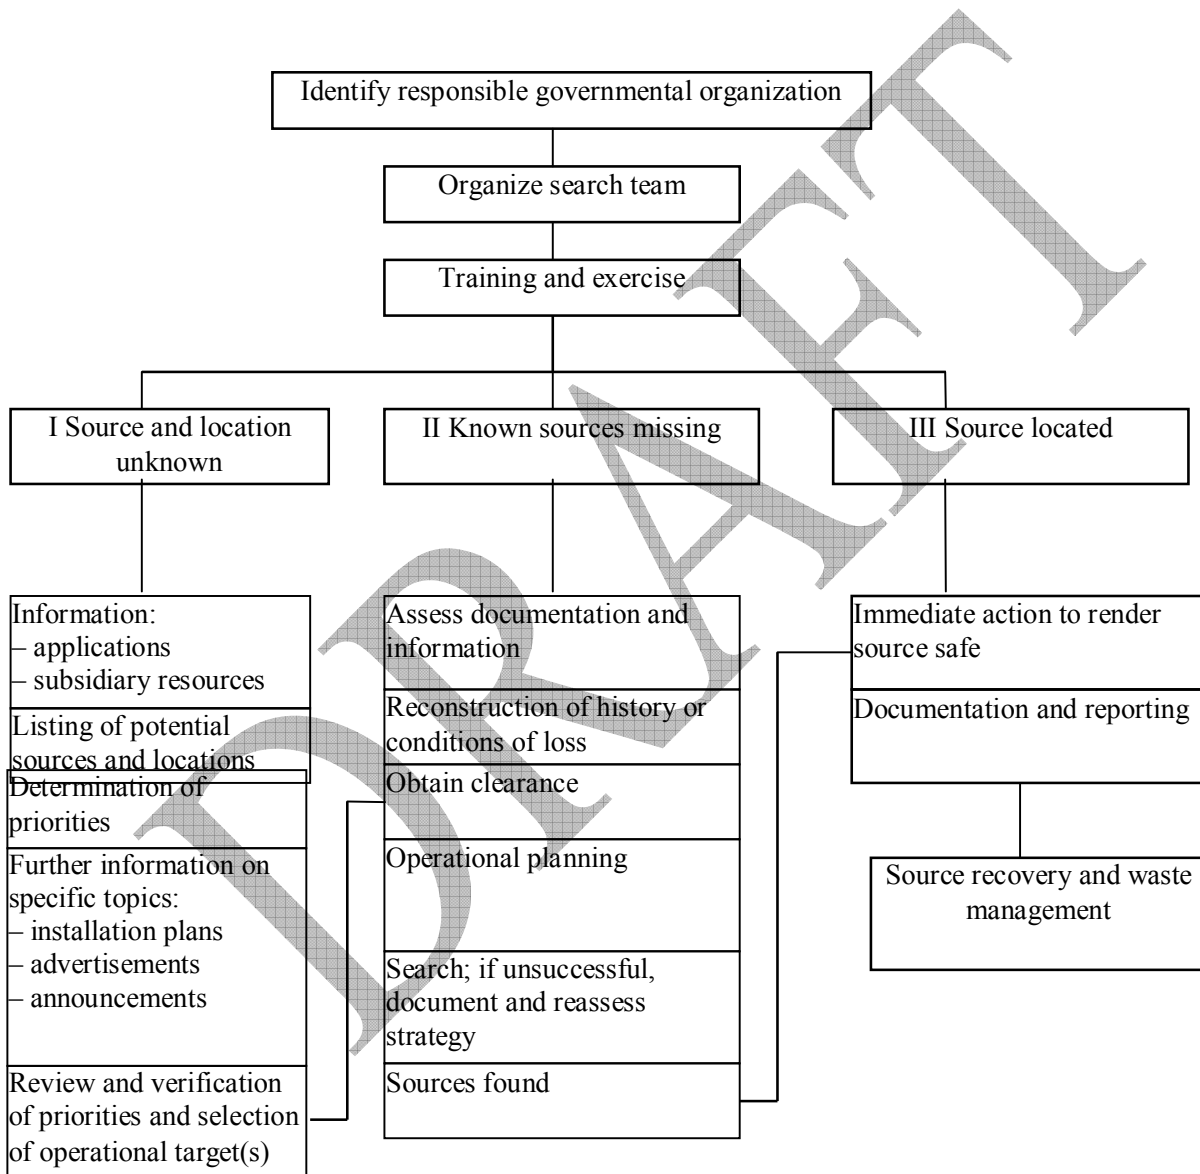 Identify responsible governmental organization
Organize search team
Training and exercise
I Source and location
unknown
II Known sources missing
III Source located
Information:
– applications
– subsidiary resources
Listing of potential
sources and locations
Determination of
priorities
Further information on
specific topics:
– installation plans
– advertisements
– announcements
Review and verification
of priorities and selection
of operational target(s)
Assess documentation and
information
Reconstruction of history or
conditions of loss
Obtain clearance
Operational planning
Search; if unsuccessful,
document and reassess
strategy
Sources found
Immediate action to render
source safe
Documentation and reporting
Source recovery and waste
management
DRAFT